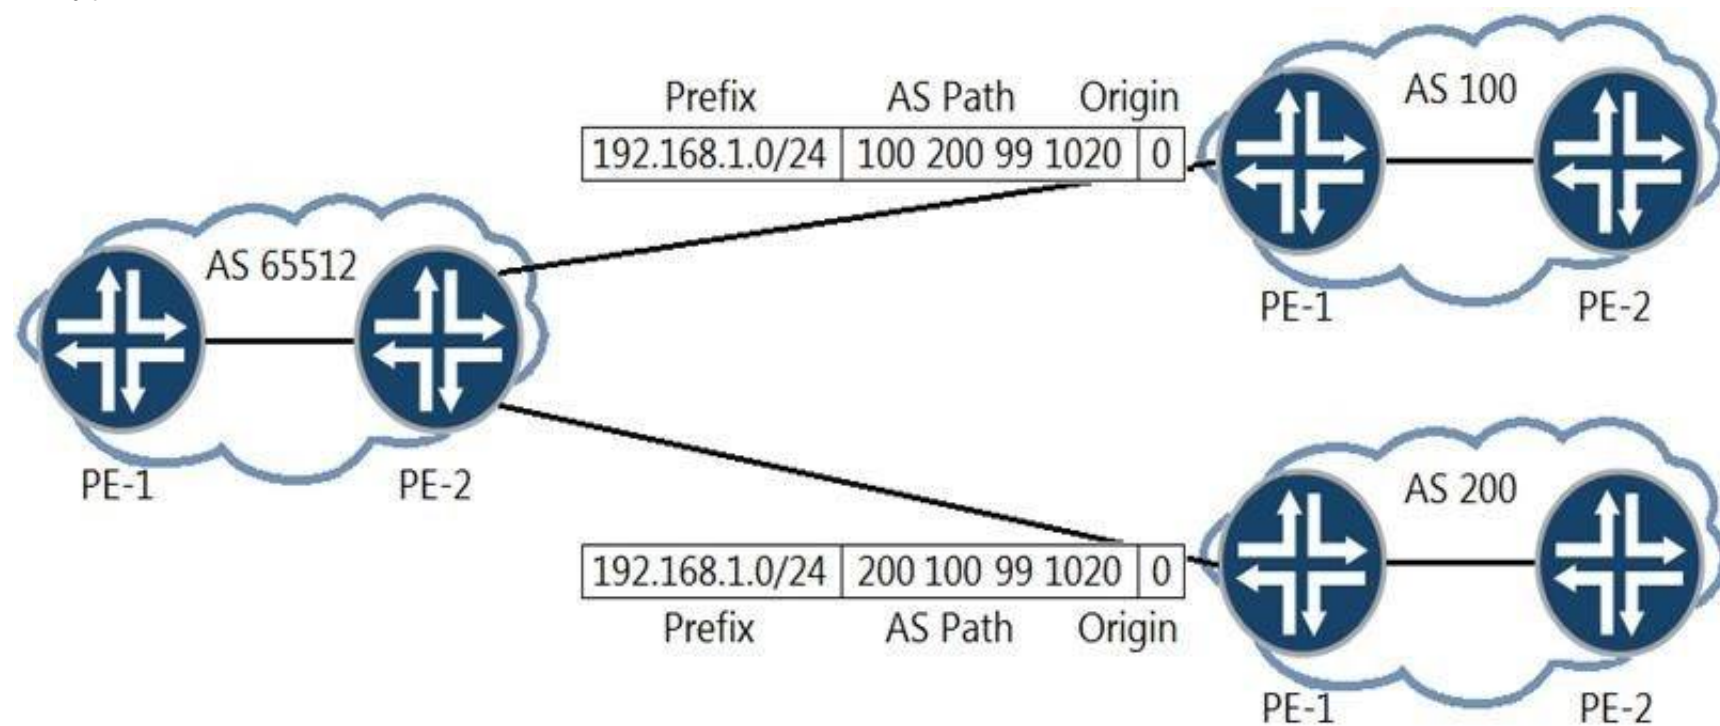 AS 100
Prefix AS Path Origin
192.168.1.0/24 100 200 99 1020 0
AS 65512
PE-1 PE-2
PE-1 PE-2
AS 200
192.168.1.0/24 200 100 99 1020 0
Prefix AS Path Origin
PE-1 PE-2